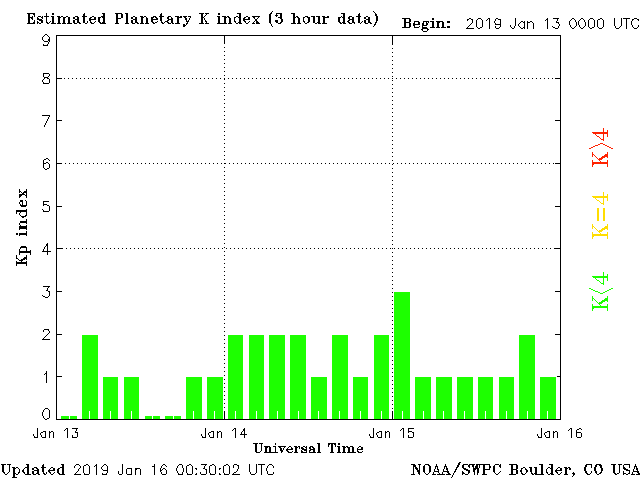 Estimated Planetary K index (3 hour data) Begin: 2019 Jan 13 0000 UTC
9
8
7
6
5
4
3
2
1
0
Kp index
K>4
K=4
K<4
Jan 13 Jan 14 Jan 15 Jan 16
Universal Time
Updated 2019 Jan 16 00:30:02 UTC NOAA/SWPC Boulder, CO USA